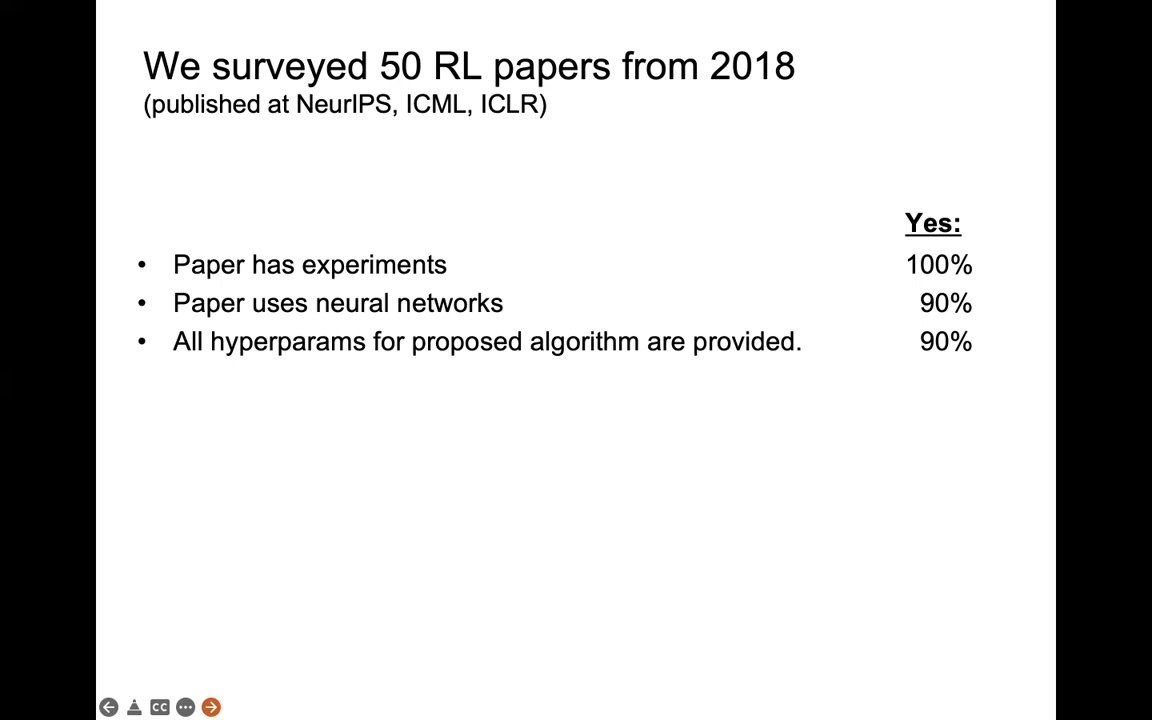 We surveyed 50 RL papers from 2018
(published at NeurIPS, ICML, ICLR)
Yes:
• Paper has experiments 100%
• Paper uses neural networks 90%
• All hyperparams for proposed algorithm are provided. 90%
CC